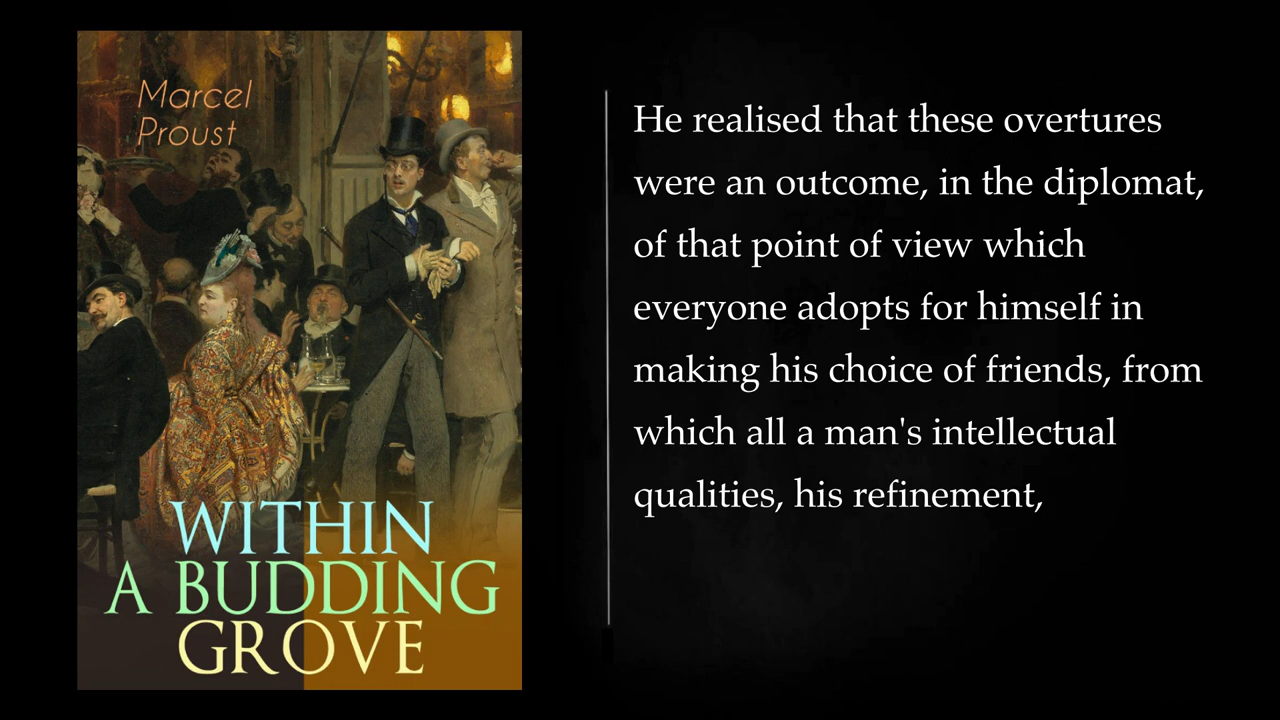 Marcel
Proust
WITHIN
A BUDDING
GROVE
He realised that these overtures
were an outcome, in the diplomat,
of that point of view which
everyone adopts for himself in
making his choice of friends, from
which all a man's intellectual
qualities, his refinement,